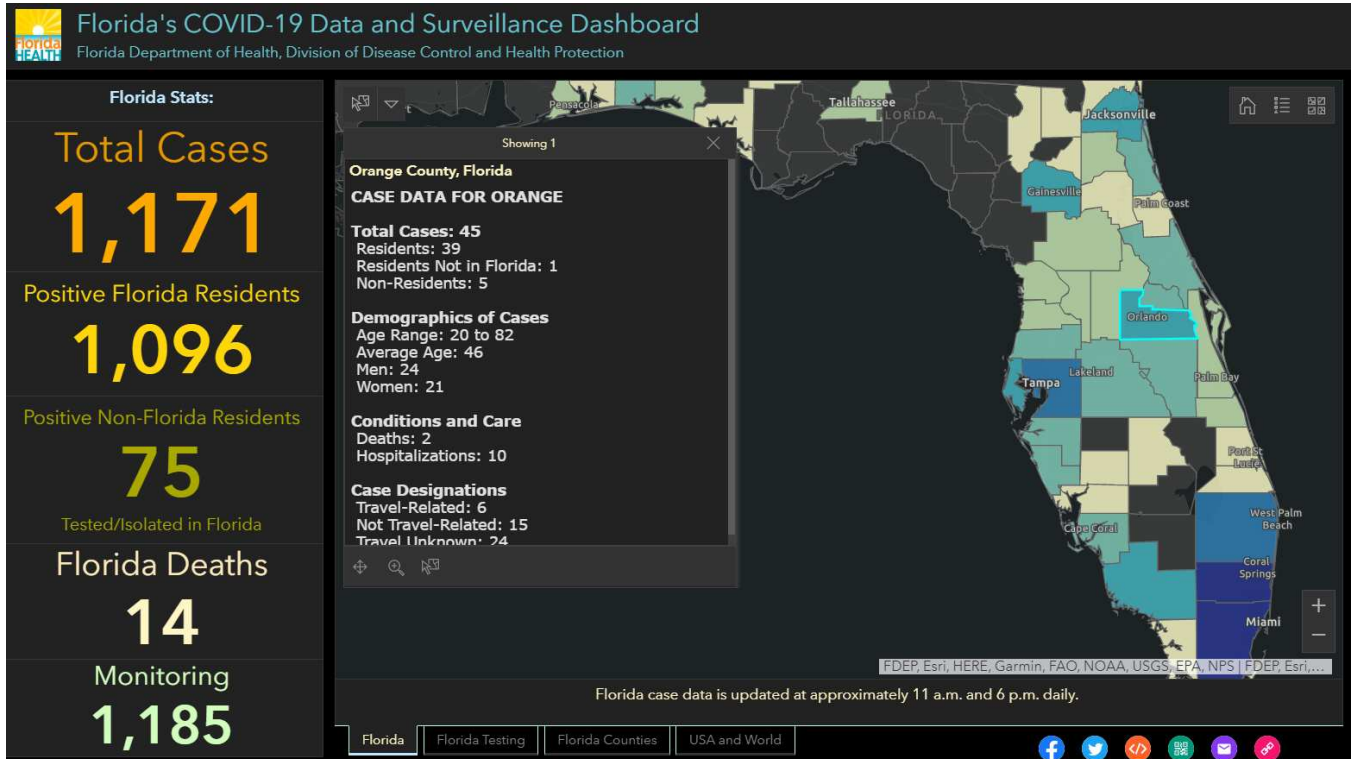 Florida's COVID-19 Data and Surveillance Dashboard
Florida HEALTH
Florida Department of Health, Division of Disease Control and Health Protection
Florida Stats:
Total Cases
1,171
Positive Florida Residents
1,096
Positive Non-Florida Residents
75
Tested/Isolated in Florida
Florida Deaths
14
Monitoring
1,185
Showing 1
Orange County, Florida
CASE DATA FOR ORANGE
Total Cases: 45
Residents: 39
Residents Not in Florida: 1
Non-Residents: 5
Demographics of Cases
Age Range: 20 to 82
Average Age: 46
Men: 24
Women: 21
Conditions and Care
Deaths: 2
Hospitalizations: 10
Case Designations
Travel-Related: 6
Not Travel-Related: 15
Travel Unknown: 24
Pensacola
Tallahassee
LORIDA
Jacksonville
Gainesville
Palm Coast
Orlando
Tampa
Lakeland
Palm Bay
Port St
Lucie
Cape Coral
West Palm
Beach
Coral
Springs
Miami
FDEP, Esri, HERE, Garmin, FAO, NOAA, USGS, EPA, NPS | FDEP, Esri,...
Florida case data is updated at approximately 11 a.m. and 6 p.m. daily.
Florida
Florida Testing
Florida Counties
USA and World